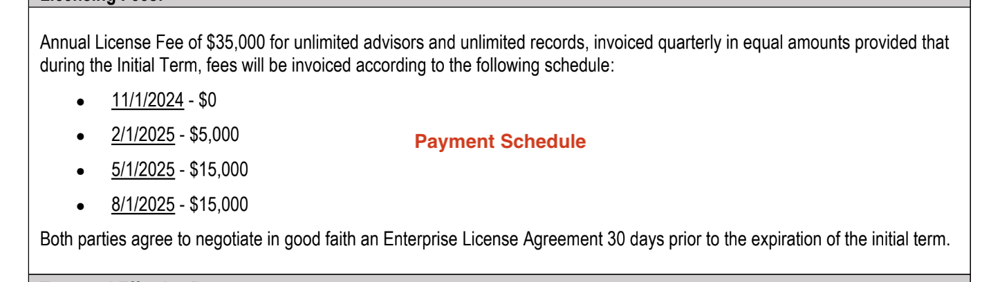 Annual License Fee of $35,000 for unlimited advisors and unlimited records, invoiced quarterly in equal amounts provided that
during the Initial Term, fees will be invoiced according to the following schedule:
• 11/1/2024 - $0
• 2/1/2025 - $5,000
Payment Schedule
• 5/1/2025 - $15,000
• 8/1/2025 - $15,000
Both parties agree to negotiate in good faith an Enterprise License Agreement 30 days prior to the expiration of the initial term.